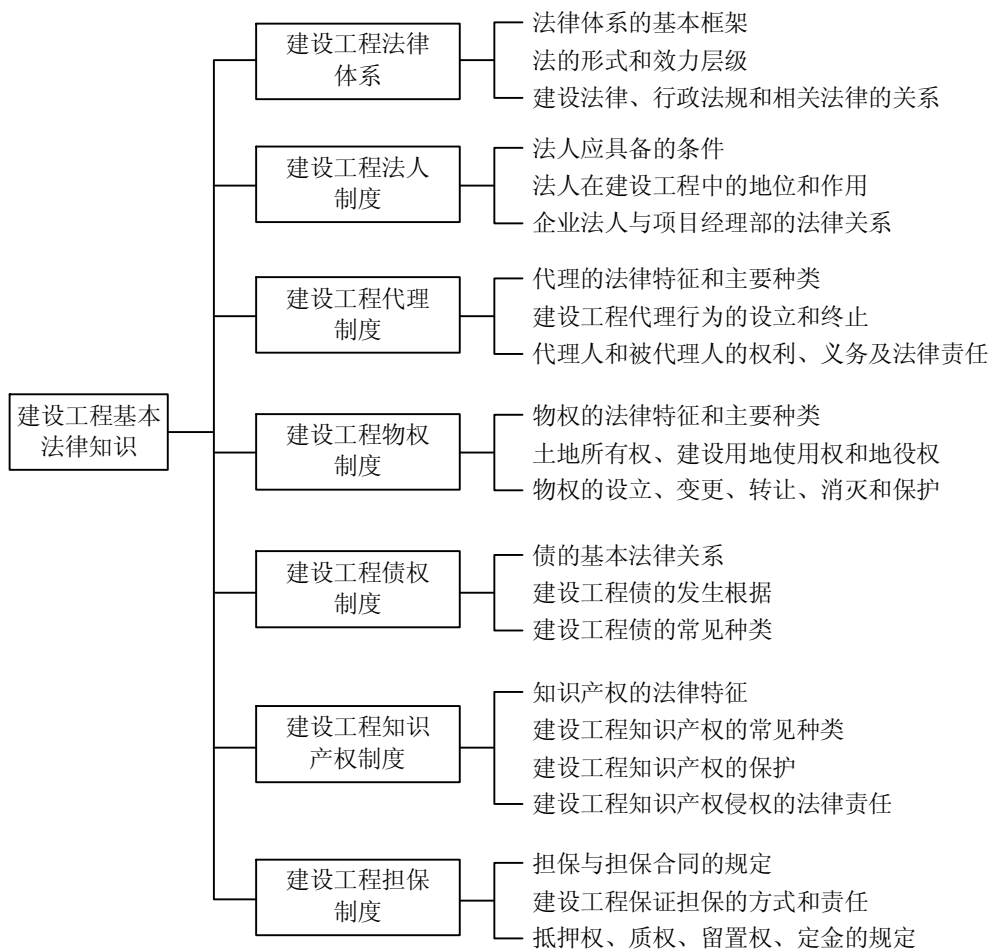 建设工程基本
法律知识
建设工程法律
体系
法律体系的基本框架
法的形式和效力层级
建设法律、行政法规和相关法律的关系
建设工程法人
制度
法人应具备的条件
法人在建设工程中的地位和作用
企业法人与项目经理部的法律关系
建设工程代理
制度
代理的法律特征和主要种类
建设工程代理行为的设立和终止
代理人和被代理人的权利、义务及法律责任
建设工程物权
制度
物权的法律特征和主要种类
土地所有权、建设用地使用权和地役权
物权的设立、变更、转让、消灭和保护
建设工程债权
制度
债的基本法律关系
建设工程债的发生根据
建设工程债的常见种类
建设工程知识
产权制度
知识产权的法律特征
建设工程知识产权的常见种类
建设工程知识产权的保护
建设工程知识产权侵权的法律责任
建设工程担保
制度
担保与担保合同的规定
建设工程保证担保的方式和责任
抵押权、质权、留置权、定金的规定